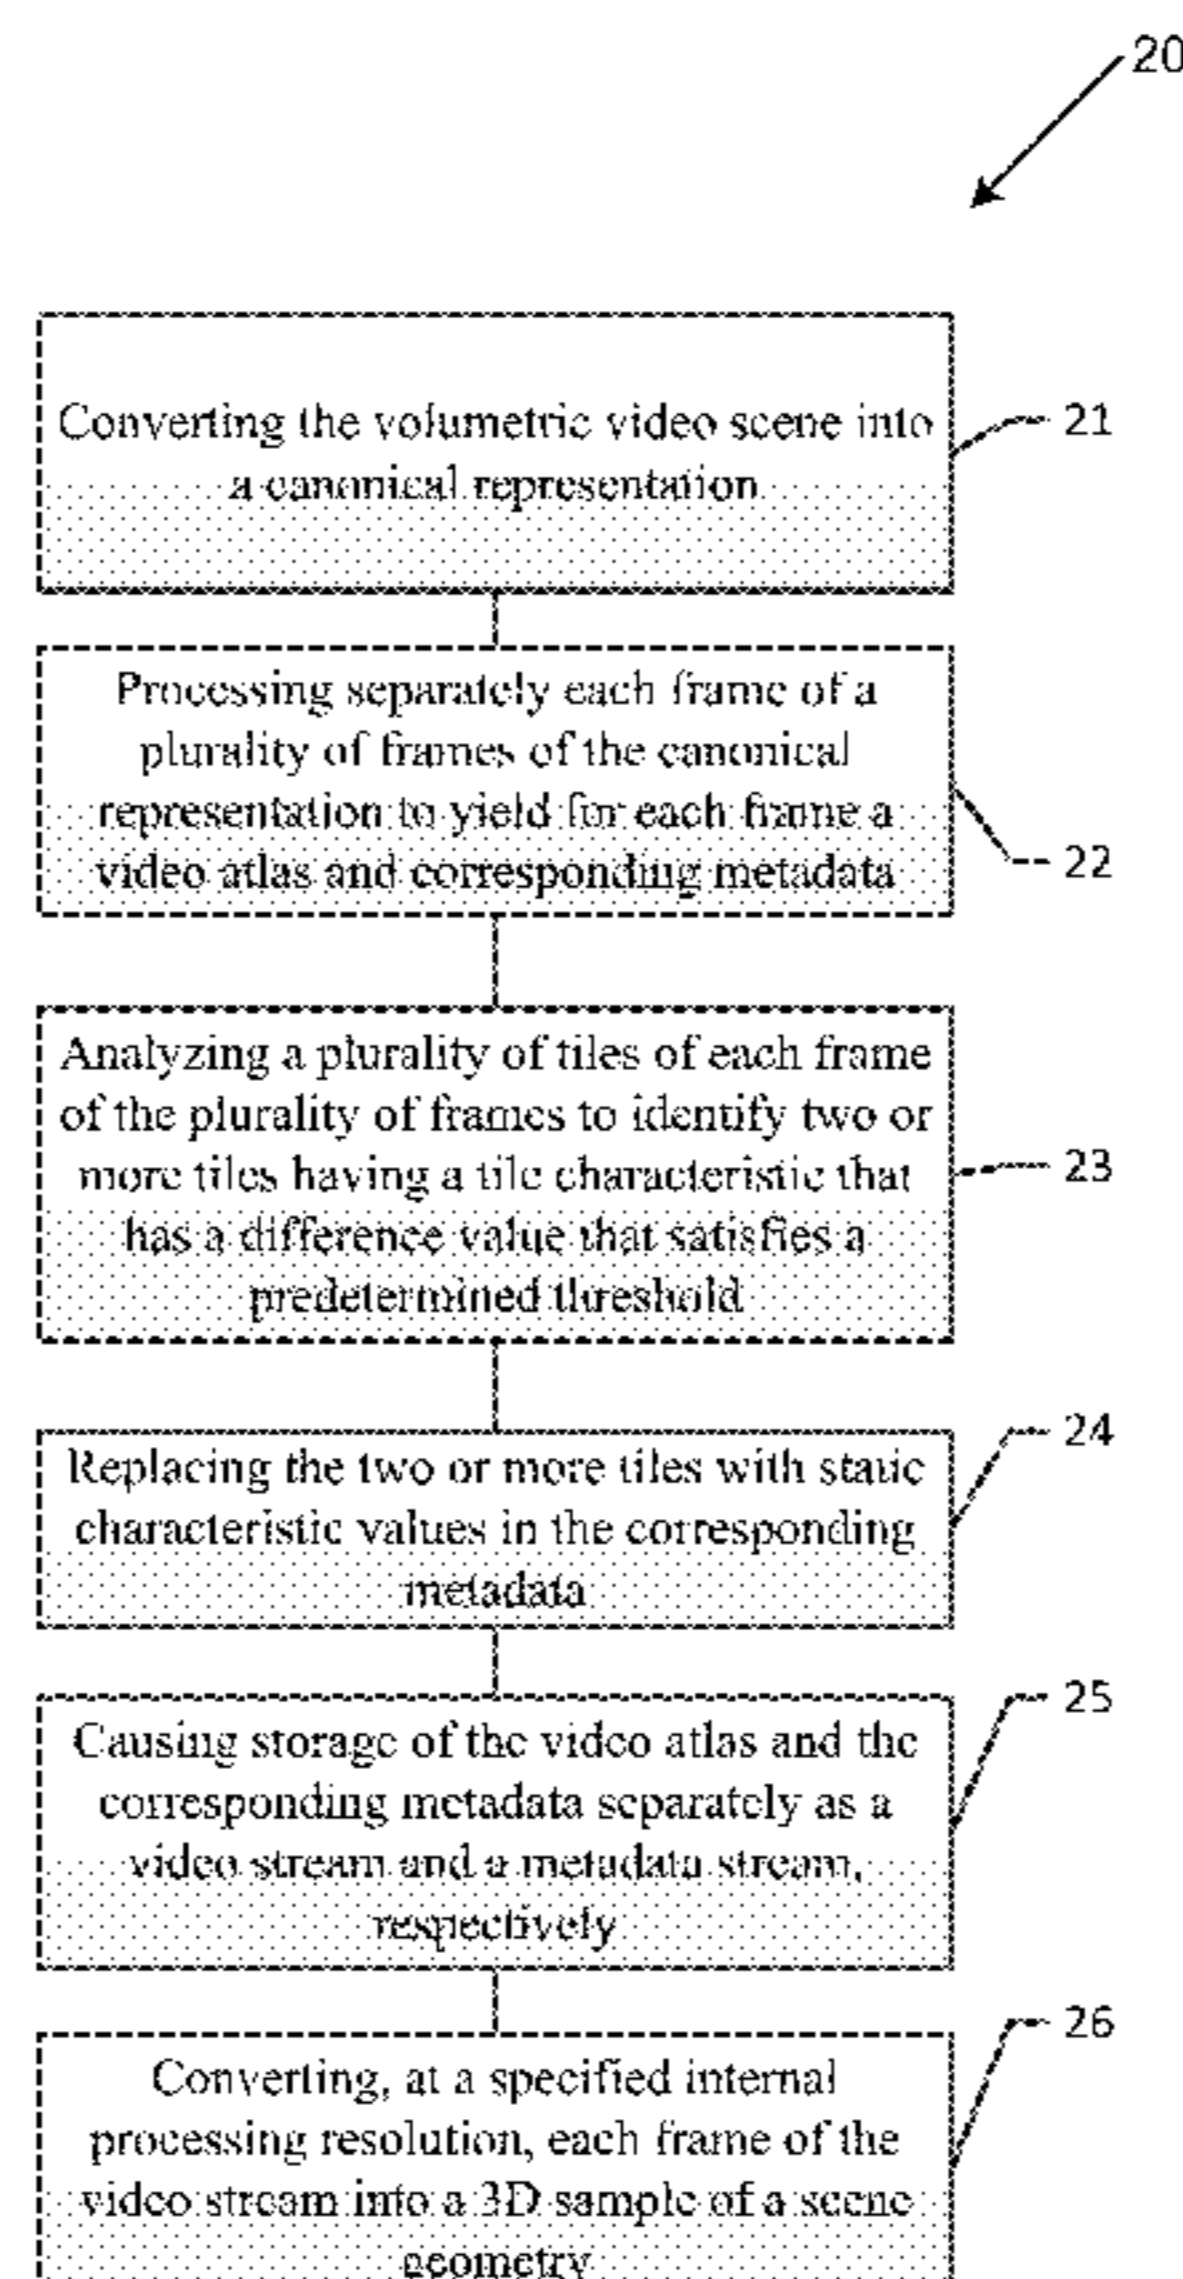 20
Converting the volumetric video scene into
a canonical representation
21
Processing separately each frame of a
plurality of frames of the canonical
representation to yield for each frame a
video atlas and corresponding metadata
22
Analyzing a plurality of tiles of each frame
of the plurality of frames to identify two or
more tiles having a tile characteristic that
has a difference value that satisfies a
predetermined threshold
23
Replacing the two or more tiles with static
characteristic values in the corresponding
metadata
24
Causing storage of the video atlas and the
corresponding metadata separately as a
video stream and a metadata stream,
respectively
25
Converting, at a specified internal
processing resolution, each frame of the
video stream into a 3D sample of a scene
geometry
26